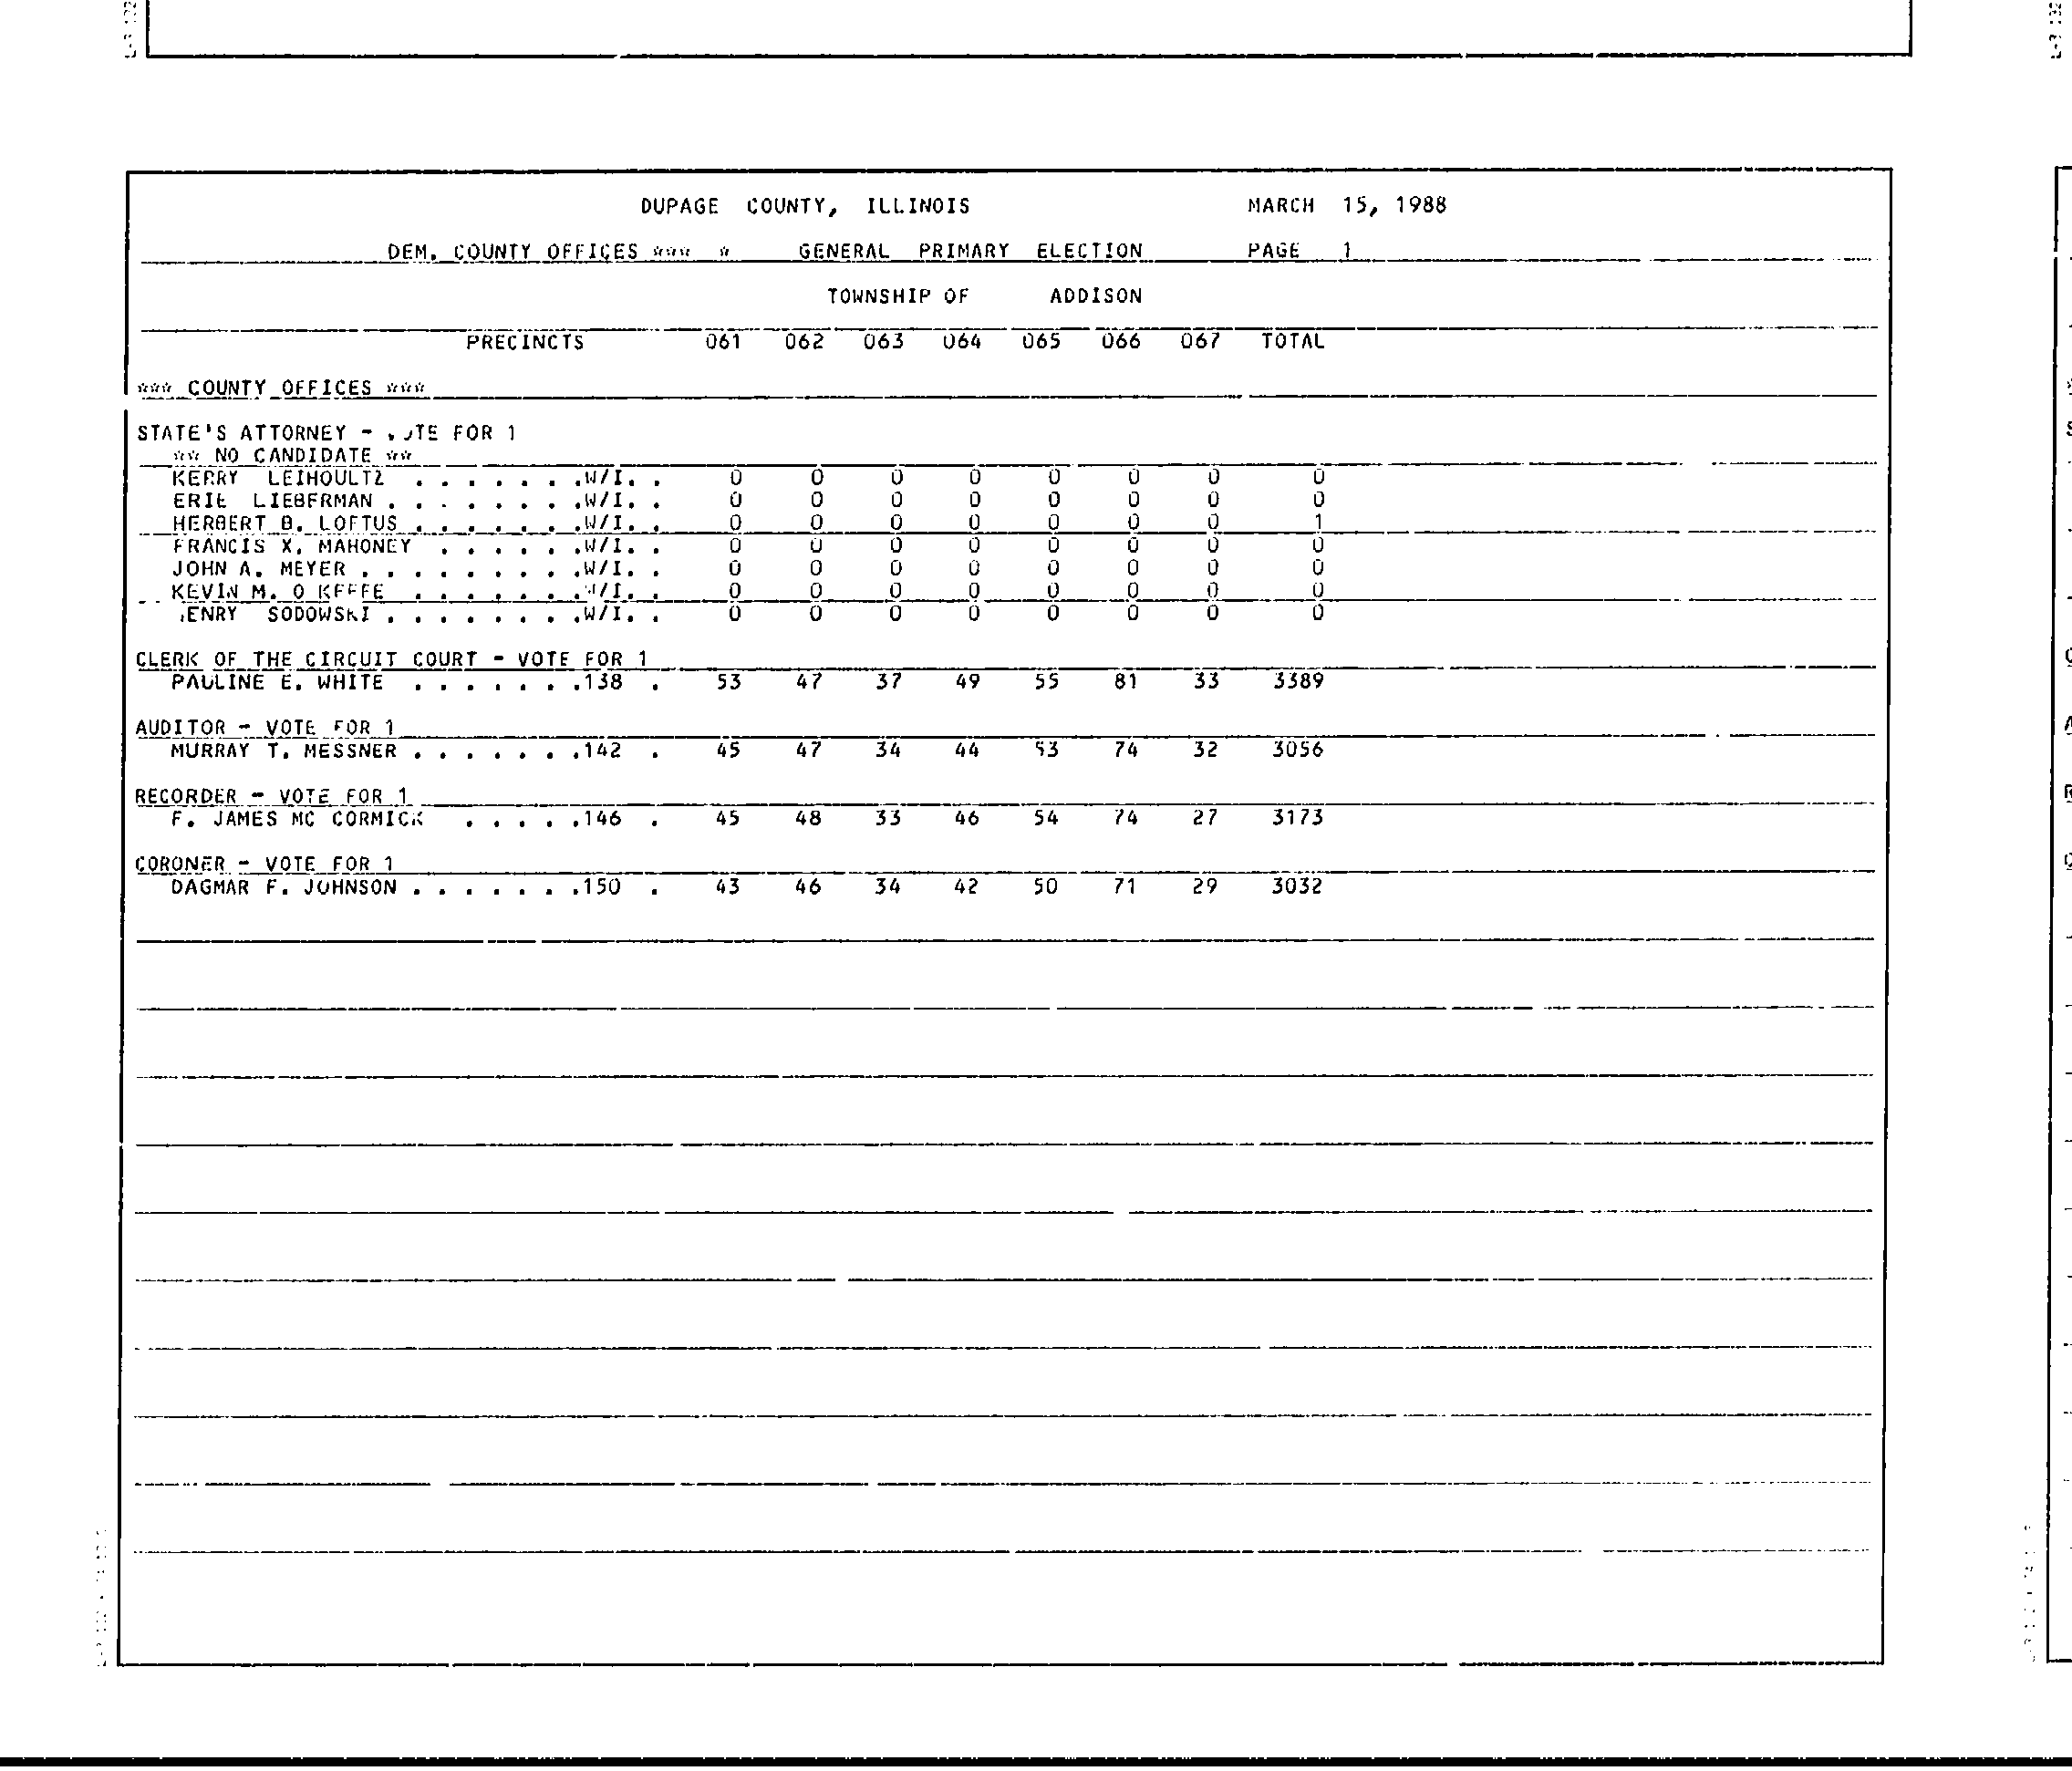 DUPAGE COUNTY, ILLINOIS MARCH 15, 1988
DEM. COUNTY OFFICES *** * GENERAL PRIMARY ELECTION PAGE 1
TOWNSHIP OF ADDISON
PRECINCTS 061 062 063 064 065 066 067 TOTAL
*** COUNTY OFFICES ***
STATE'S ATTORNEY - FOR 1
** NO CANDIDATE **
KERRY LEIHOULTZ . . . . . . .W/I. . 0 0 0 0 0 0 0 0
ERIE LIEBERMAN . . . . . . . .W/I. . 0 0 0 0 0 0 0 0
HERBERT B. LOFTUS . . . . . . .W/I. . 0 0 0 0 0 0 0 1
FRANCIS X. MAHONEY . . . . . .W/I. . 0 0 0 0 0 0 0 0
JOHN A. MEYER . . . . . . . . .W/I. . 0 0 0 0 0 0 0 0
KEVIN M. O KEEFE . . . . . . .W/I. . 0 0 0 0 0 0 0 0
SODOWSKI . . . . . . . .W/I. . 0 0 0 0 0 0 0 0
CLERK OF THE CIRCUIT COURT - VOTE FOR 1
PAULINE E. WHITE . . . . . . .138 . 53 47 37 49 55 81 33 3389
AUDITOR - VOTE FOR 1
MURRAY T. MESSNER . . . . . . .142 . 45 47 34 44 53 74 32 3056
RECORDER - VOTE FOR 1
F. JAMES MC CORMICK . . . . .146 . 45 48 33 46 54 74 27 3173
CORONER - VOTE FOR 1
DAGMAR F. JOHNSON . . . . . . .150 . 43 46 34 42 50 71 29 3032